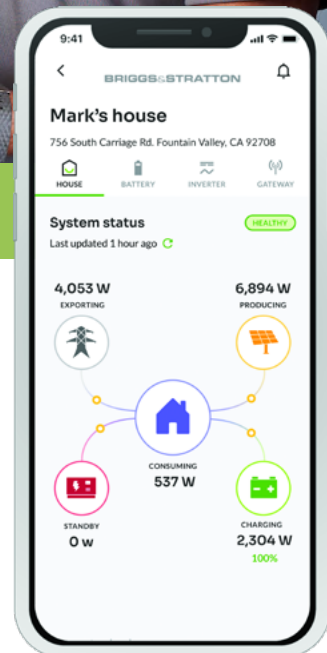 9:41
BRIGGS&STRATTON
Mark's house
756 South Carriage Rd. Fountain Valley, CA 92708
HOUSE BATTERY INVERTER GATEWAY
System status HEALTHY
Last updated 1 hour ago
4,053 W 6,894 W
EXPORTING PRODUCING
CONSUMING
537 W
STANDBY CHARGING
0 w 2,304 W
100%